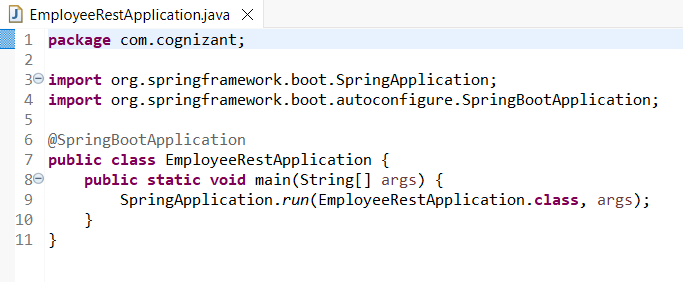 EmployeeRestApplication.java
1 package com.cognizant;
2
3 import org.springframework.boot.SpringApplication;
4 import org.springframework.boot.autoconfigure.SpringBootApplication;
5
6 @SpringBootApplication
7 public class EmployeeRestApplication {
8     public static void main(String[] args) {
9         SpringApplication.run(EmployeeRestApplication.class, args);
10     }
11 }